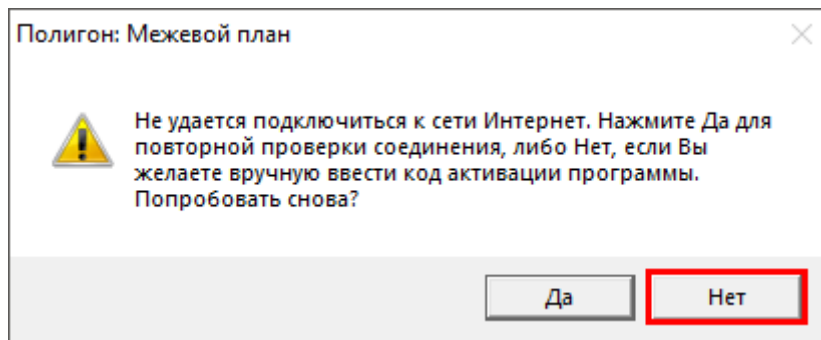 Полигон: Межевой план
Не удается подключиться к сети Интернет. Нажмите Да для
повторной проверки соединения, либо Нет, если Вы
желаете вручную ввести код активации программы.
Попробовать снова?
Да
Нет